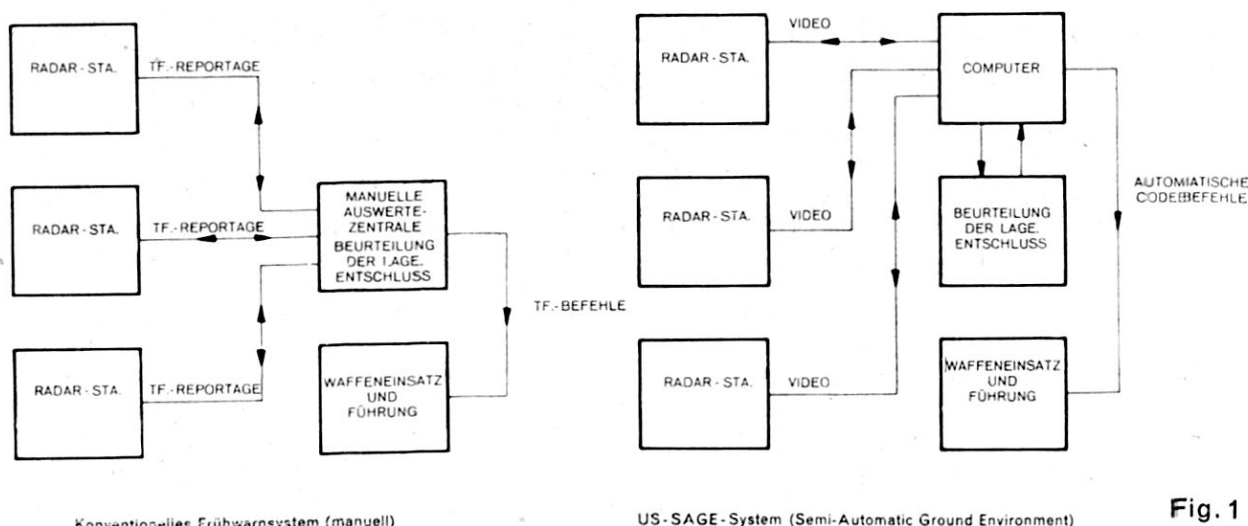 RADAR - STA.
TF.-REPORTAGE
RADAR - STA.
TF.-REPORTAGE
RADAR - STA.
TF.-REPORTAGE
MANUELLE
AUSWERTE-
ZENTRALE
BEURTEILUNG
DER LAGE.
ENTSCHLUSS
TF.-BEFEHLE
WAFFENEINSATZ
UND
FÜHRUNG
Konventionelles Frühwarnsystem (manuell)
RADAR - STA.
VIDEO
RADAR - STA.
VIDEO
RADAR - STA.
VIDEO
COMPUTER
BEURTEILUNG
DER LAGE.
ENTSCHLUSS
AUTOMIATISCHE
CODEBEFEHLE
WAFFENEINSATZ
UND
FÜHRUNG
US-SAGE-System (Semi-Automatic Ground Environment)
Fig. 1